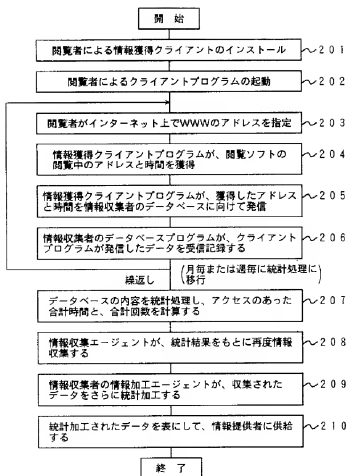 開 始
閲覧者による情報獲得クライアントのインストール
201
閲覧者によるクライアントプログラムの起動
202
閲覧者がインターネット上でWWWのアドレスを指定
203
情報獲得クライアントプログラムが、閲覧ソフトの
閲覧中のアドレスと時間を獲得
204
情報獲得クライアントプログラムが、獲得したアドレス
と時間を情報収集者のデータベースに向けて発信
205
情報収集者のデータベースプログラムが、クライアント
プログラムが発信したデータを受信記録する
206
繰返し
(月毎または週毎に統計処理に
移行)
データベースの内容を統計処理し、アクセスのあった
合計時間と、合計回数を計算する
207
情報収集エージェントが、統計結果をもとに再度情報
収集する
208
情報収集者の情報加工エージェントが、収集された
データをさらに統計加工する
209
統計加工されたデータを表にして、情報提供者に供給
する
210
終 了